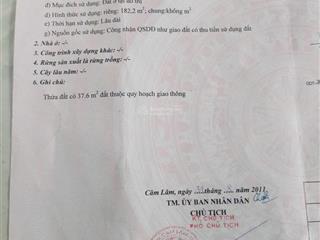 d) Mục đích sử dụng: Đất ở tại đô thị
đ) Hình thức sử dụng: riêng: 182,2 m²; chung:không m²
e) Thời hạn sử dụng: Lâu dài
g) Nguồn gốc sử dụng: Công nhận QSDĐ như giao đất có thu tiền sử dụng đất
2. Nhà ở: -/-
3. Công trình xây dựng khác: -/-
4. Rừng sản xuất là rừng trồng: -/-
5. Cây lâu năm: -/-
6. Ghi chú:
Thửa đất có 37.6 m² đất thuộc quy hoạch giao thông
Cam Lâm, ngày tháng năm 2011
TM. ỦY BAN NHÂN DÂN
CHỦ TỊCH
KT. CHỦ TỊCH
PHÓ CHỦ TỊCH